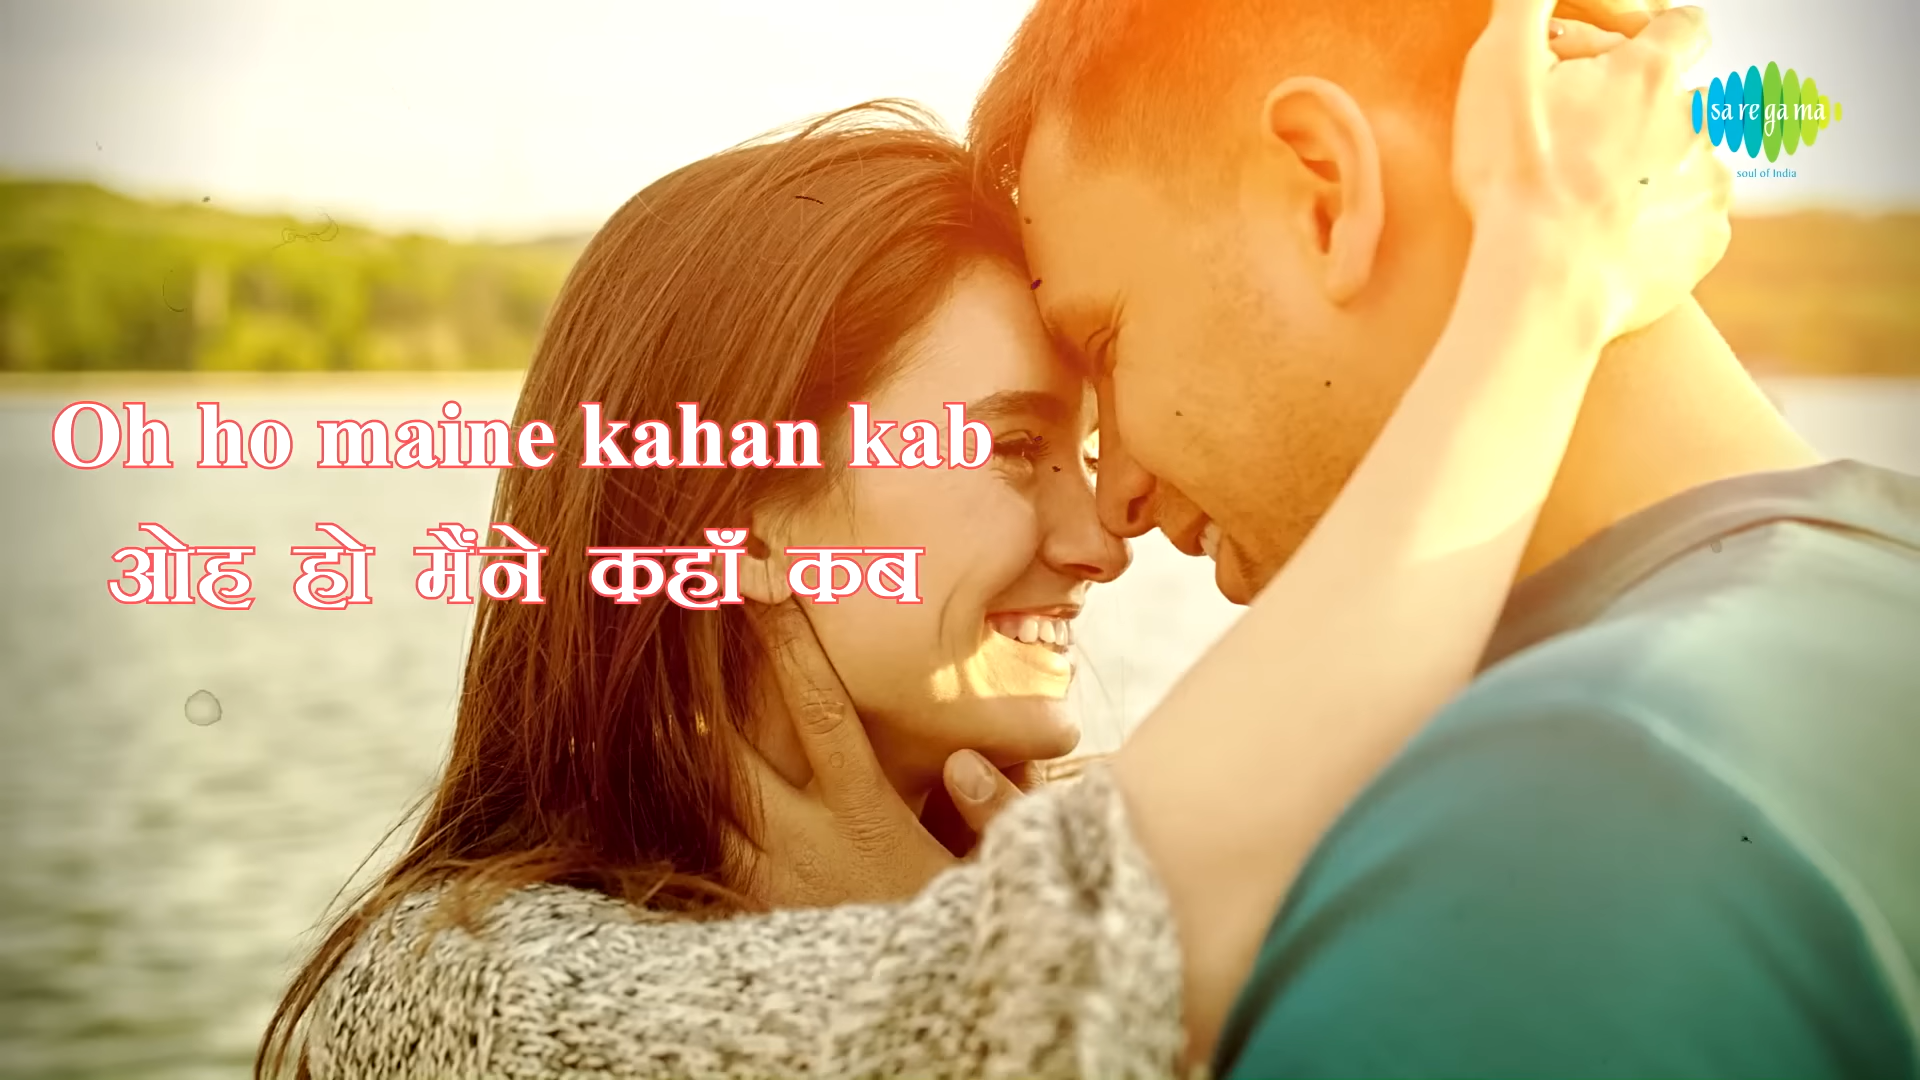 sa re ga ma
soul of India
Oh ho maine kahan kab
ओह हो मैंने कहाँ कब